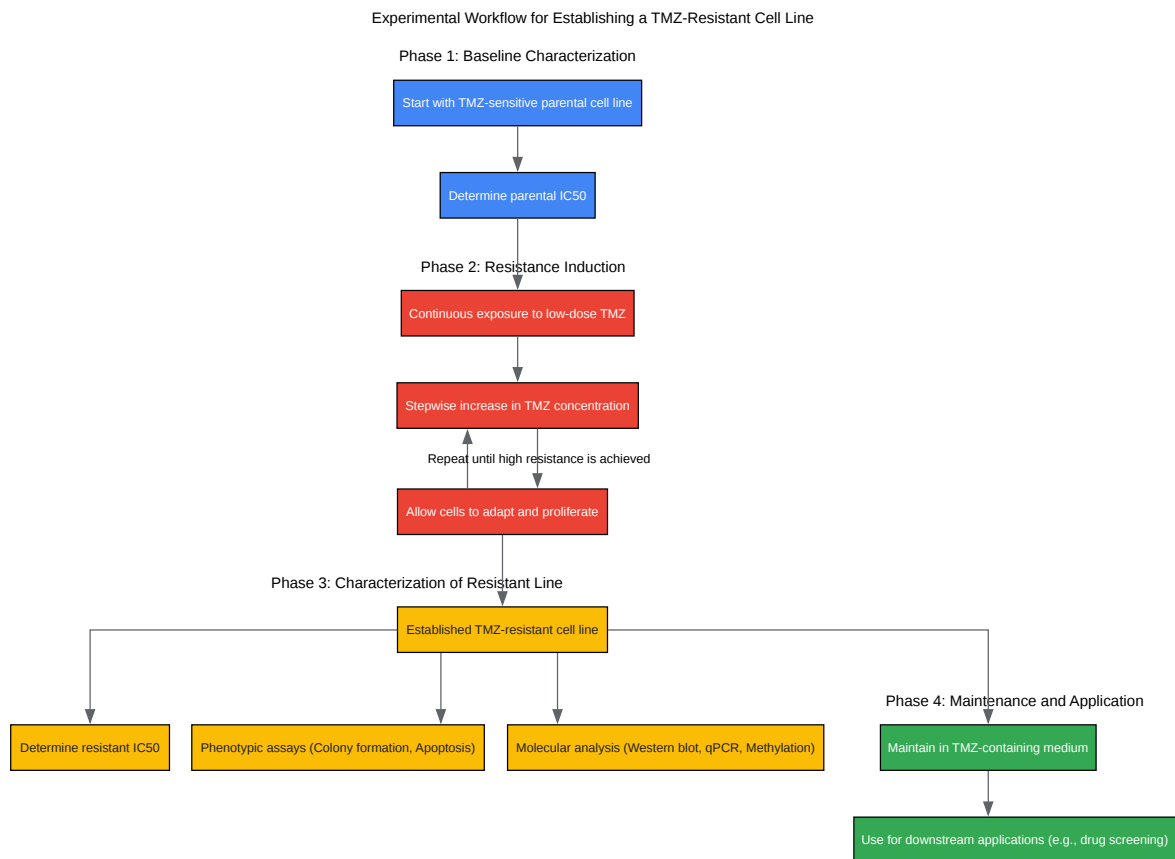 Experimental Workflow for Establishing a TMZ-Resistant Cell Line
Phase 1: Baseline Characterization
Start with TMZ-sensitive parental cell line
Determine parental IC50
Phase 2: Resistance Induction
Continuous exposure to low-dose TMZ
Stepwise increase in TMZ concentration
Repeat until high resistance is achieved
Allow cells to adapt and proliferate
Phase 3: Characterization of Resistant Line
Established TMZ-resistant cell line
Determine resistant IC50
Phenotypic assays (Colony formation, Apoptosis)
Molecular analysis (Western blot, qPCR, Methylation)
Phase 4: Maintenance and Application
Maintain in TMZ-containing medium
Use for downstream applications (e.g., drug screening)